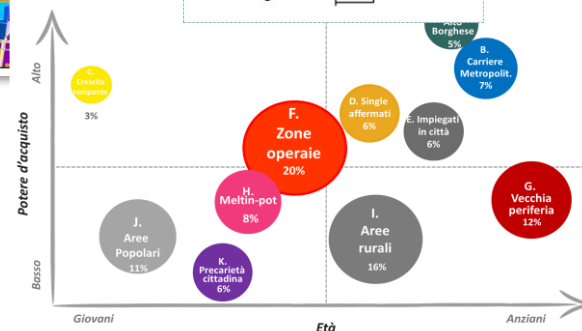 Alto
Borghese
5%
B.
Carriere
Metropolit.
7%
C.
Crescita
rampante
3%
D. Single
affermati
6%
E. Impiegati
in città
6%
F.
Zone
operaie
20%
H.
Meltin-pot
8%
G.
Vecchia
periferia
12%
J.
Aree
Popolari
11%
I.
Aree
rurali
16%
K.
Precarietà
cittadina
6%
Potere d'acquisto
Alto
Basso
Giovani
Anziani
Età